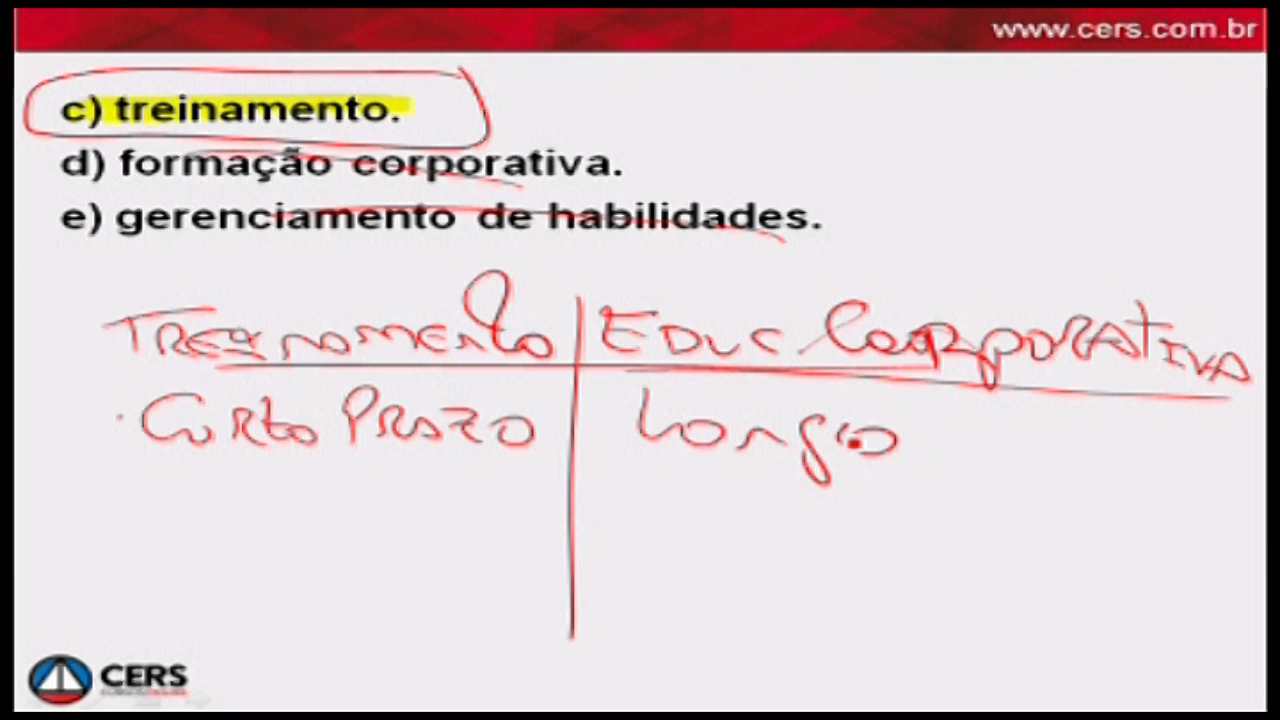 www.cers.com.br
c) treinamento.
d) formação corporativa.
e) gerenciamento de habilidades.
TREINAMENTO EDUC. CORPORATIVA
· CURTO PRAZO LONGO
CERS